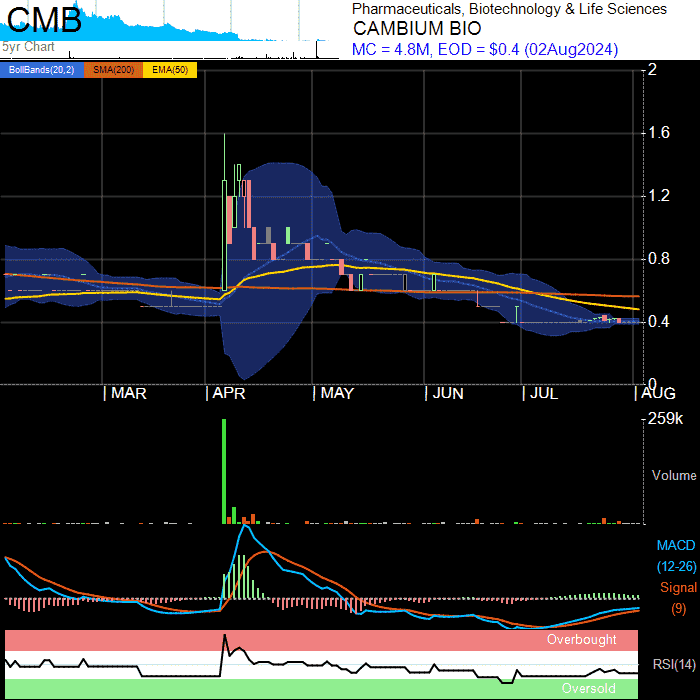 CMB
5yr Chart
Pharmaceuticals, Biotechnology & Life Sciences
CAMBIUM BIO
MC = 4.8M, EOD = $0.4 (02Aug2024)
BollBands(20,2) SMA(200) EMA(50)
2
1.6
1.2
0.8
0.4
0
MAR APR MAY JUN JUL AUG
259k
Volume
MACD
(12-26)
Signal
(9)
Overbought
RSI(14)
Oversold